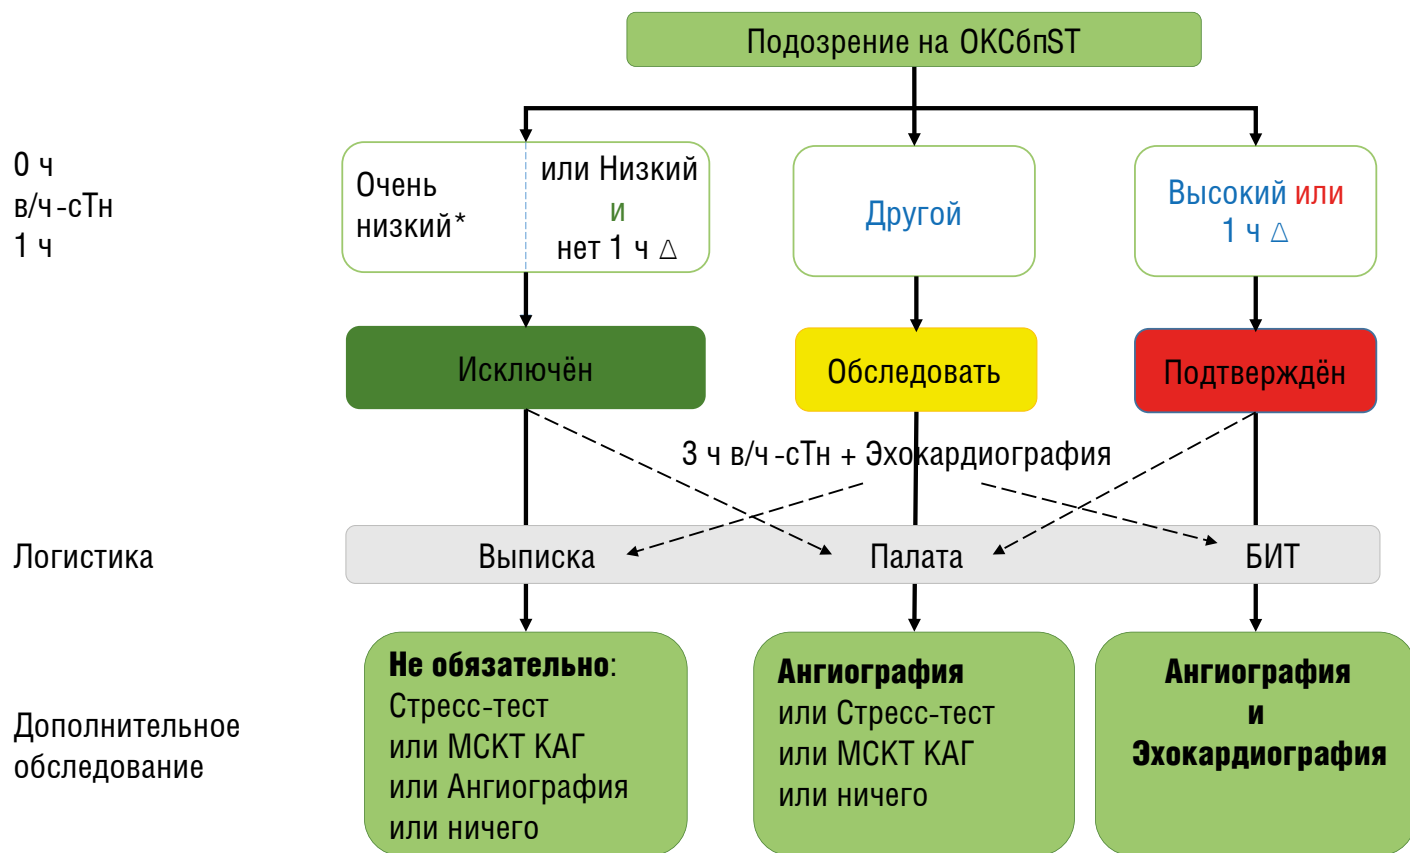 Подозрение на ОКСбпST
0 ч
в/ч-сТн
1 ч
Очень
низкий*
или Низкий
и
нет 1 ч Δ
Другой
Высокий или
1 ч Δ
Исключён
Обследовать
Подтверждён
3 ч в/ч-сТн + Эхокардиография
Логистика
Выписка
Палата
БИТ
Дополнительное
обследование
Не обязательно:
Стресс-тест
или МСКТ КАГ
или Ангиография
или ничего
Ангиография
или Стресс-тест
или МСКТ КАГ
или ничего
Ангиография
и
Эхокардиография